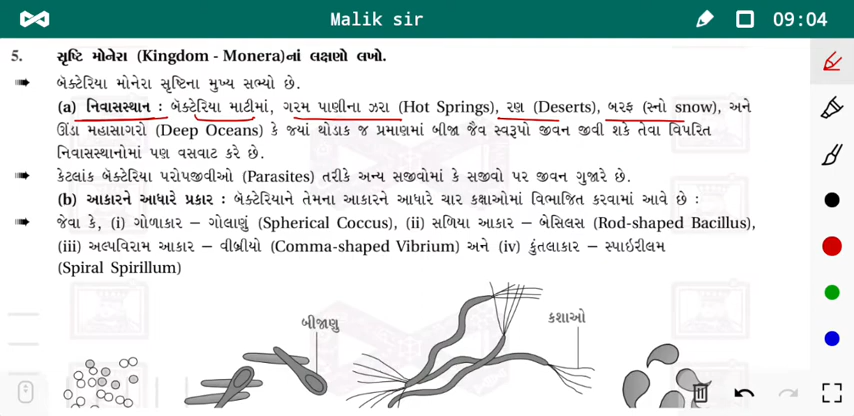 Malik sir
09:04
5. સૃષ્ટિ મોનેરા (Kingdom - Monera)નાં લક્ષણો લખો.
બૅક્ટેરિયા મોનેરા સૃષ્ટિના મુખ્ય સભ્યો છે.
(a) નિવાસસ્થાન : બૅક્ટેરિયા માટીમાં, ગરમ પાણીના ઝરા (Hot Springs), રણ (Deserts), બરફ (સ્નો snow), અને
ઊંડા મહાસાગરો (Deep Oceans) કે જ્યાં થોડાક જ પ્રમાણમાં બીજા જૈવ સ્વરૂપો જીવન જીવી શકે તેવા વિપરિત
નિવાસસ્થાનોમાં પણ વસવાટ કરે છે.
કેટલાંક બૅક્ટેરિયા પરોપજીવીઓ (Parasites) તરીકે અન્ય સજીવોમાં કે સજીવો પર જીવન ગુજારે છે.
(b) આકારને આધારે પ્રકાર : બૅક્ટેરિયાને તેમના આકારને આધારે ચાર કક્ષાઓમાં વિભાજિત કરવામાં આવે છે :
જેવા કે, (i) ગોળાકાર – ગોલાણું (Spherical Coccus), (ii) સળિયા આકાર – બેસિલસ (Rod-shaped Bacillus),
(iii) અલ્પવિરામ આકાર – વીબ્રીયો (Comma-shaped Vibrium) અને (iv) કુંતલાકાર – સ્પાઇરીલમ
(Spiral Spirillum)
બીજાણુ
કશાઓ